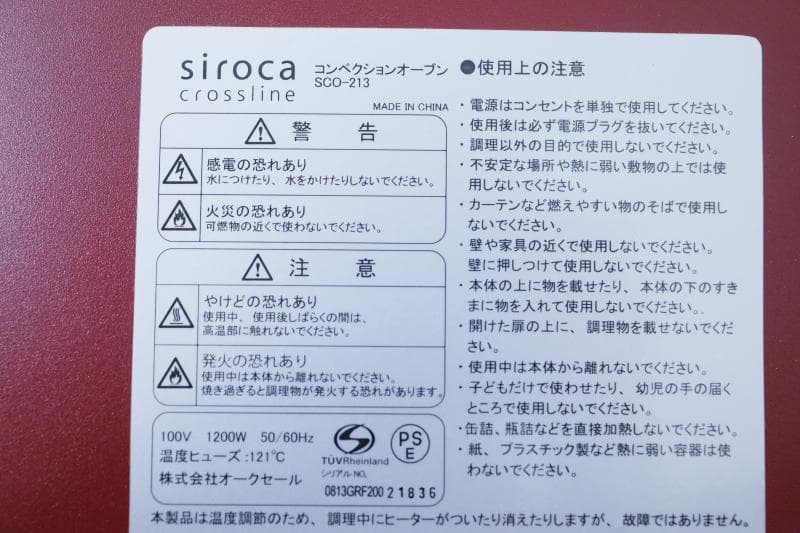 siroca
crossline
コンベクションオーブン
SCO-213
MADE IN CHINA
警 告
感電の恐れあり
水につけたり、水をかけたりしないでください。
火災の恐れあり
可燃物の近くで使わないでください。
注 意
やけどの恐れあり
使用中、使用後しばらくの間は、
高温部に触れないでください。
発火の恐れあり
使用中は本体から離れないでください。
焼き過ぎると調理物が発火する恐れがあります。
100V 1200W 50/60Hz
温度ヒューズ:121℃
株式会社オークセール
TÜVRheinland
PS
E
シリアルNO,
0813GRF200 21836
●使用上の注意
・電源はコンセントを単独で使用してください。
・使用後は必ず電源プラグを抜いてください。
・調理以外の目的で使用しないでください。
・不安定な場所や熱に弱い敷物の上では使
用しないでください。
・カーテンなど燃えやすい物のそばで使用し
ないでください。
・壁や家具の近くで使用しないでください。
壁に押しつけて使用しないでください。
・本体の上に物を載せたり、本体の下のすき
まに物を入れて使用しないでください。
・開けた扉の上に、調理物を載せないでくだ
さい。
・使用中は本体から離れないでください。
・子どもだけで使わせたり、幼児の手の届く
ところで使用しないでください。
・缶詰、瓶詰などを直接加熱しないでください。
・紙、プラスチック製など熱に弱い容器は使
わないでください。
本製品は温度調節のため、調理中にヒーターがついたり消えたりしますが、故障ではありません。